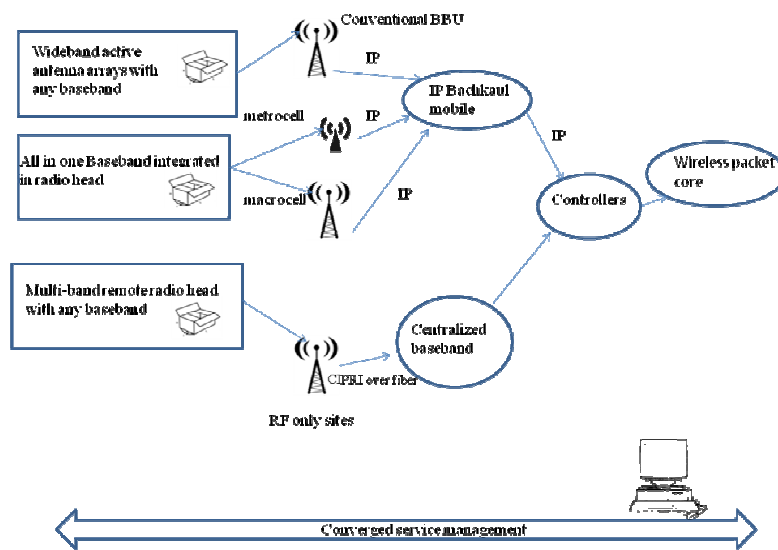 Conventional BBU
Wideband active
antenna arrays with
any baseband
IP
IP Bachkaul
mobile
metrocell
IP
IP
All in one Baseband integrated
in radio head
Wireless packet
core
Controllers
macrocell
IP
Multi-band remote radio head
with any baseband
Centralized
baseband
CIPRI over fiber
RF only sites
Converged service management